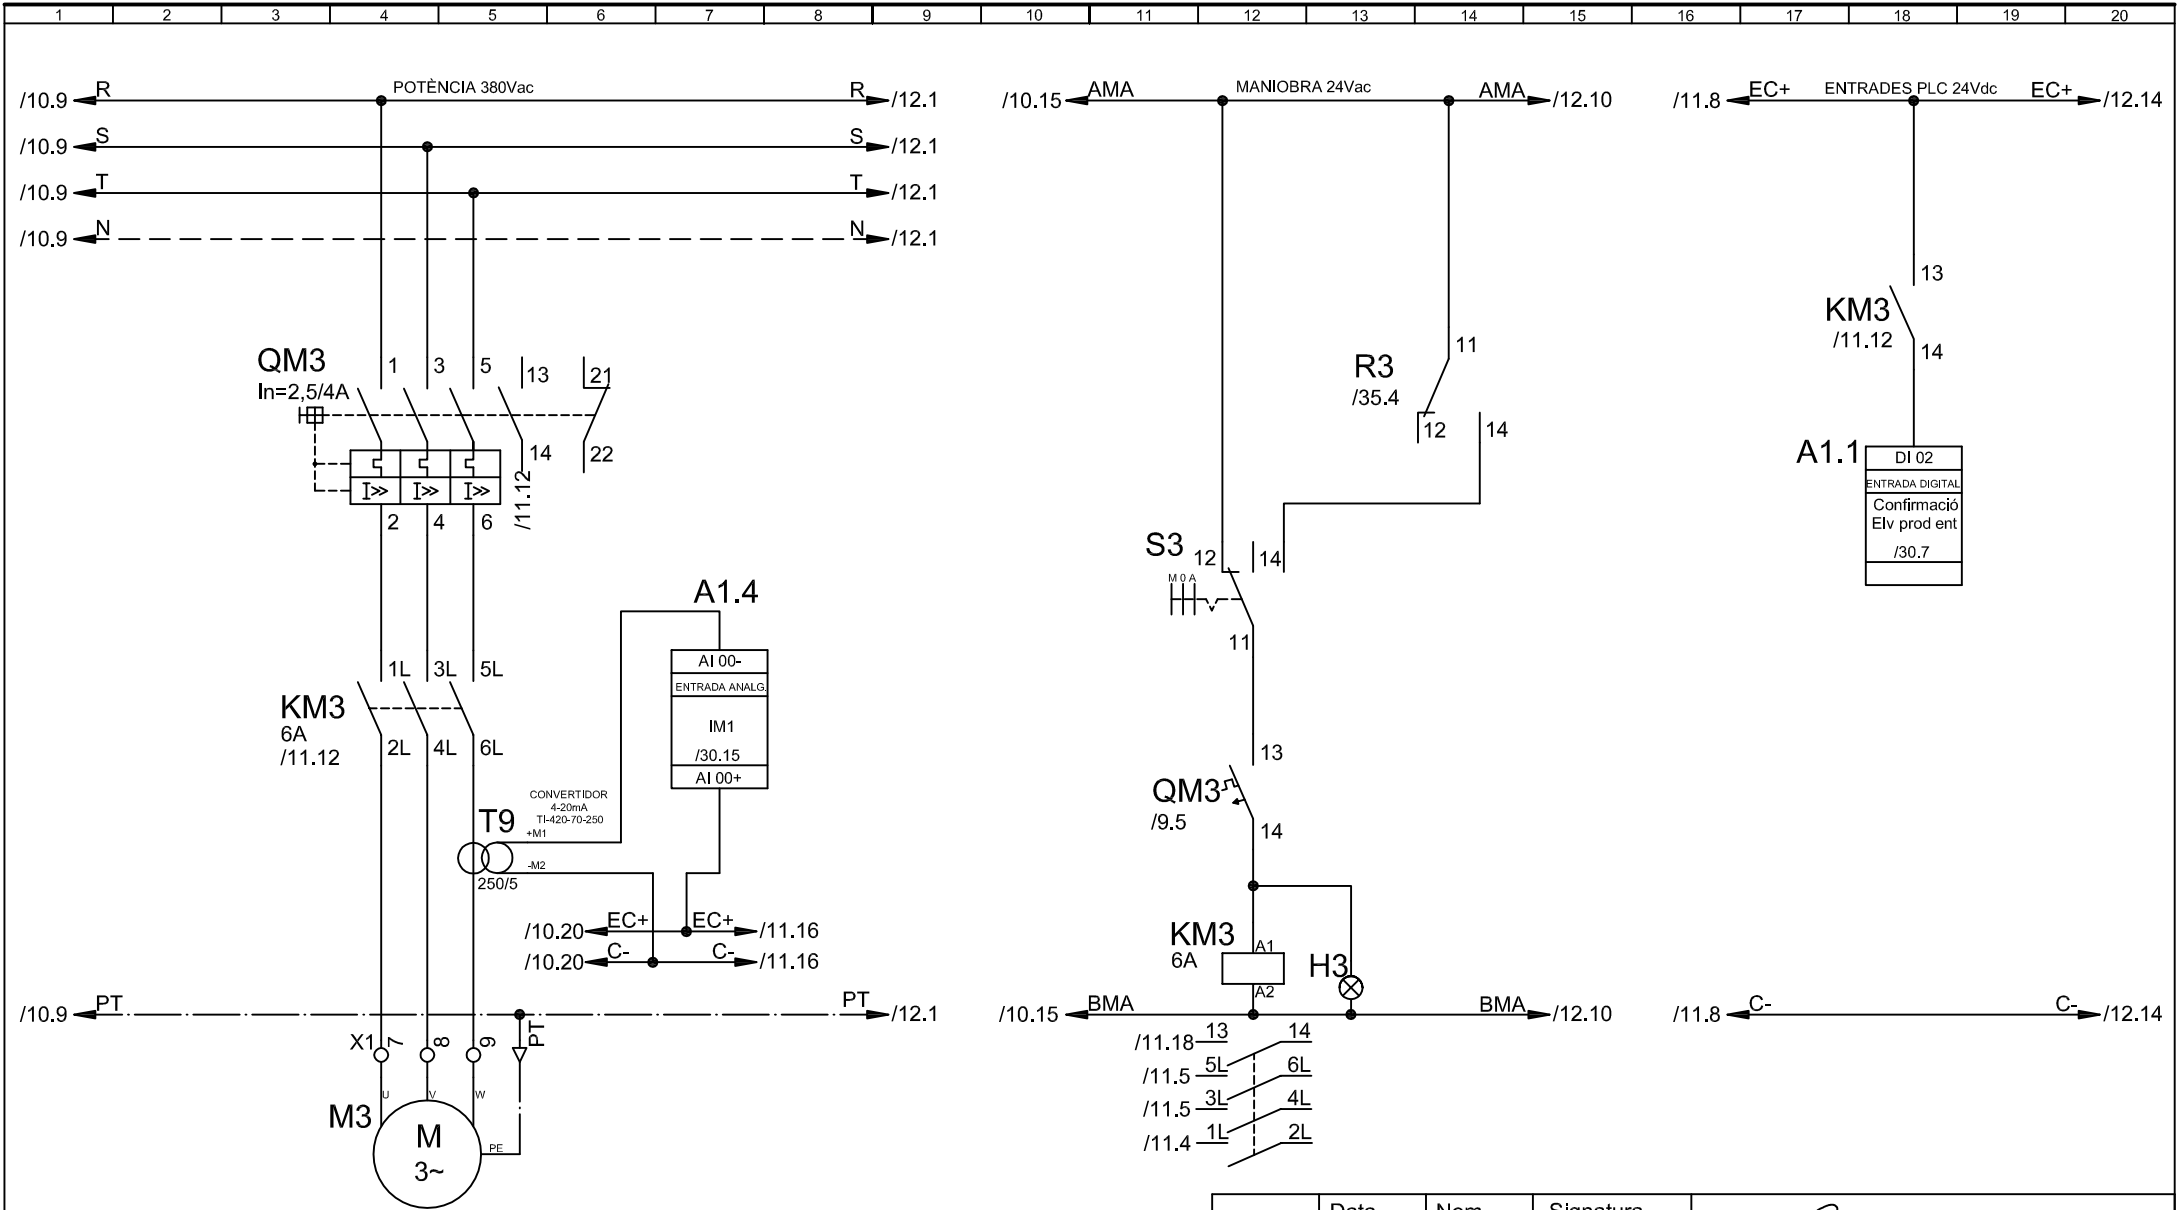 1 2 3 4 5 6 7 8 9 10 11 12 13 14 15 16 17 18 19 20
/10.9 R POTÈNCIA 380Vac R /12.1
/10.9 S S /12.1
/10.9 T T /12.1
/10.9 N N /12.1
/10.15 AMA MANIOBRA 24Vac AMA /12.10
/11.8 EC+ ENTRADES PLC 24Vdc EC+ /12.14
QM3
In=2,5/4A
1 3 5 13 21
14 22
I>> I>> I>>
2 4 6 /11.12
1L 3L 5L
KM3
6A
/11.12
2L 4L 6L
A1.4
AI 00-
ENTRADA ANALG.
IM1
/30.15
AI 00+
CONVERTIDOR
4-20mA
TI-420-70-250
T9
+M1
-M2
250/5
/10.20 EC+ EC+ /11.16
/10.20 C- C- /11.16
/10.9 PT PT /12.1
X1 7 8 9 PT
U V W
M3
M
3~
PE
R3
/35.4
11
12 14
S3 12 14
M 0 A
11
13
QM3
/9.5
14
KM3
6A
A1
A2
H3
/10.15 BMA BMA /12.10
/11.18 13 14
/11.5 5L 6L
/11.5 3L 4L
/11.4 1L 2L
13
KM3
/11.12
14
A1.1
DI 02
ENTRADA DIGITAL
Confirmació
Elv prod ent
/30.7
/11.8 C- C- /12.14
Data Nom Signatura